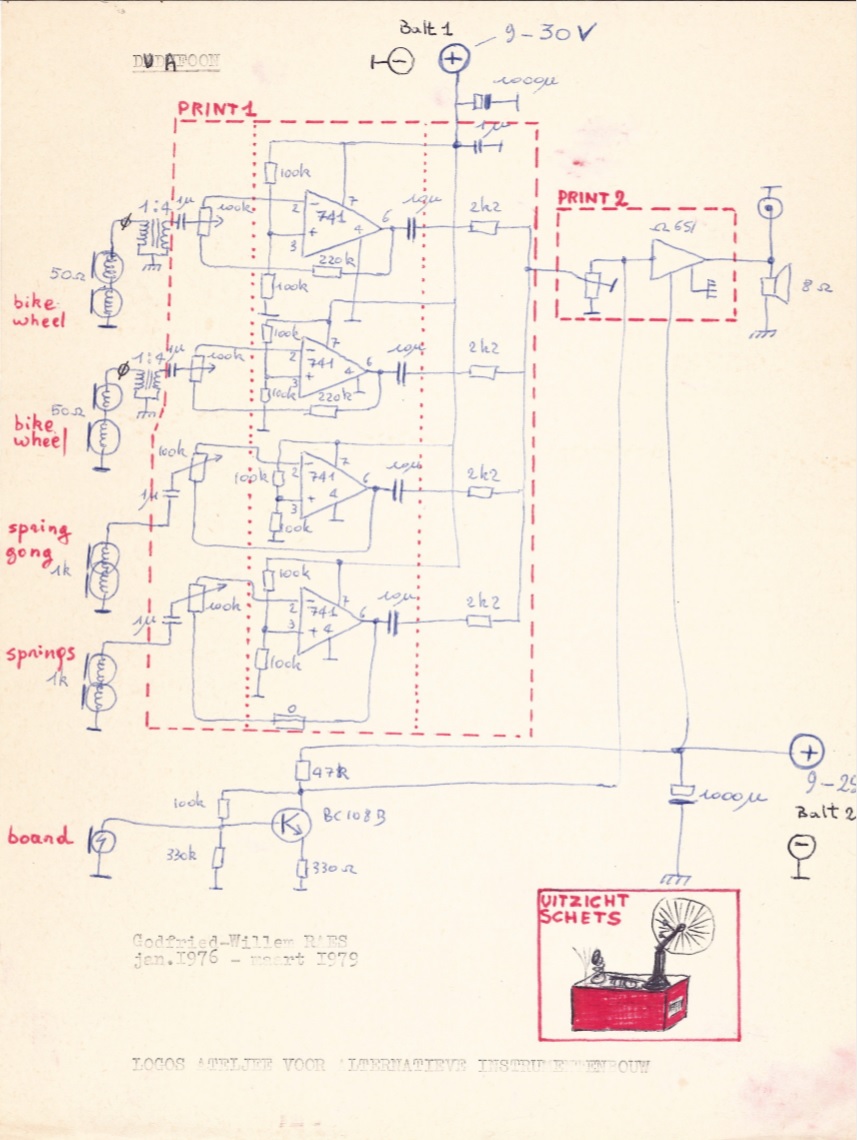 Batt 1
9-30V
1000µ
PRINT1
1µ
100k
1:4
1µ
100k
2
7
741
6
10µ
2k2
PRINT 2
3
4
220k
100k
50Ω
8Ω
bike
wheel
1:4
1µ
100k
100k
2
7
741
4
6
10µ
2k2
3
100k
220k
50Ω
bike
wheel
100k
100k
2
7
741
6
10µ
2k2
1µ
3
4
100k
spring
gong
1k
100k
100k
2
7
741
6
10µ
2k2
1µ
3
4
100k
springs
1k
0
47k
9-25
1000µ
Batt 2
100k
BC108B
board
330k
330Ω
UITZICHT
SCHETS
Godfried-Willem RAES
jan.1976 - maart 1979
LOGOS ATELJEE VOOR ALTERNATIEVE INSTRUMENTENBOUW